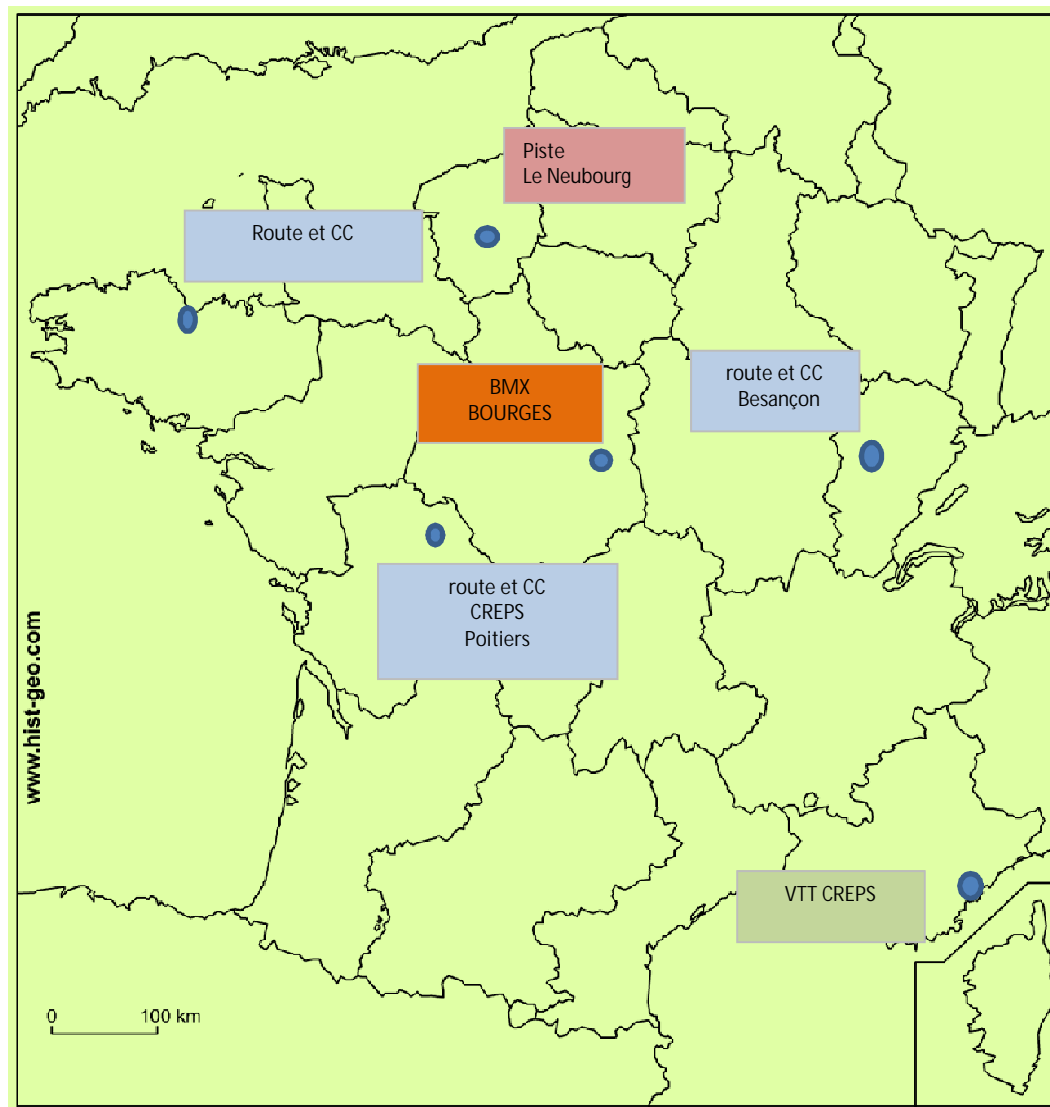 Piste
Le Neubourg
Route et CC
BMX
BOURGES
route et CC
Besançon
route et CC
CREPS
Poitiers
www.hist-geo.com
VTT CREPS
0 100 km